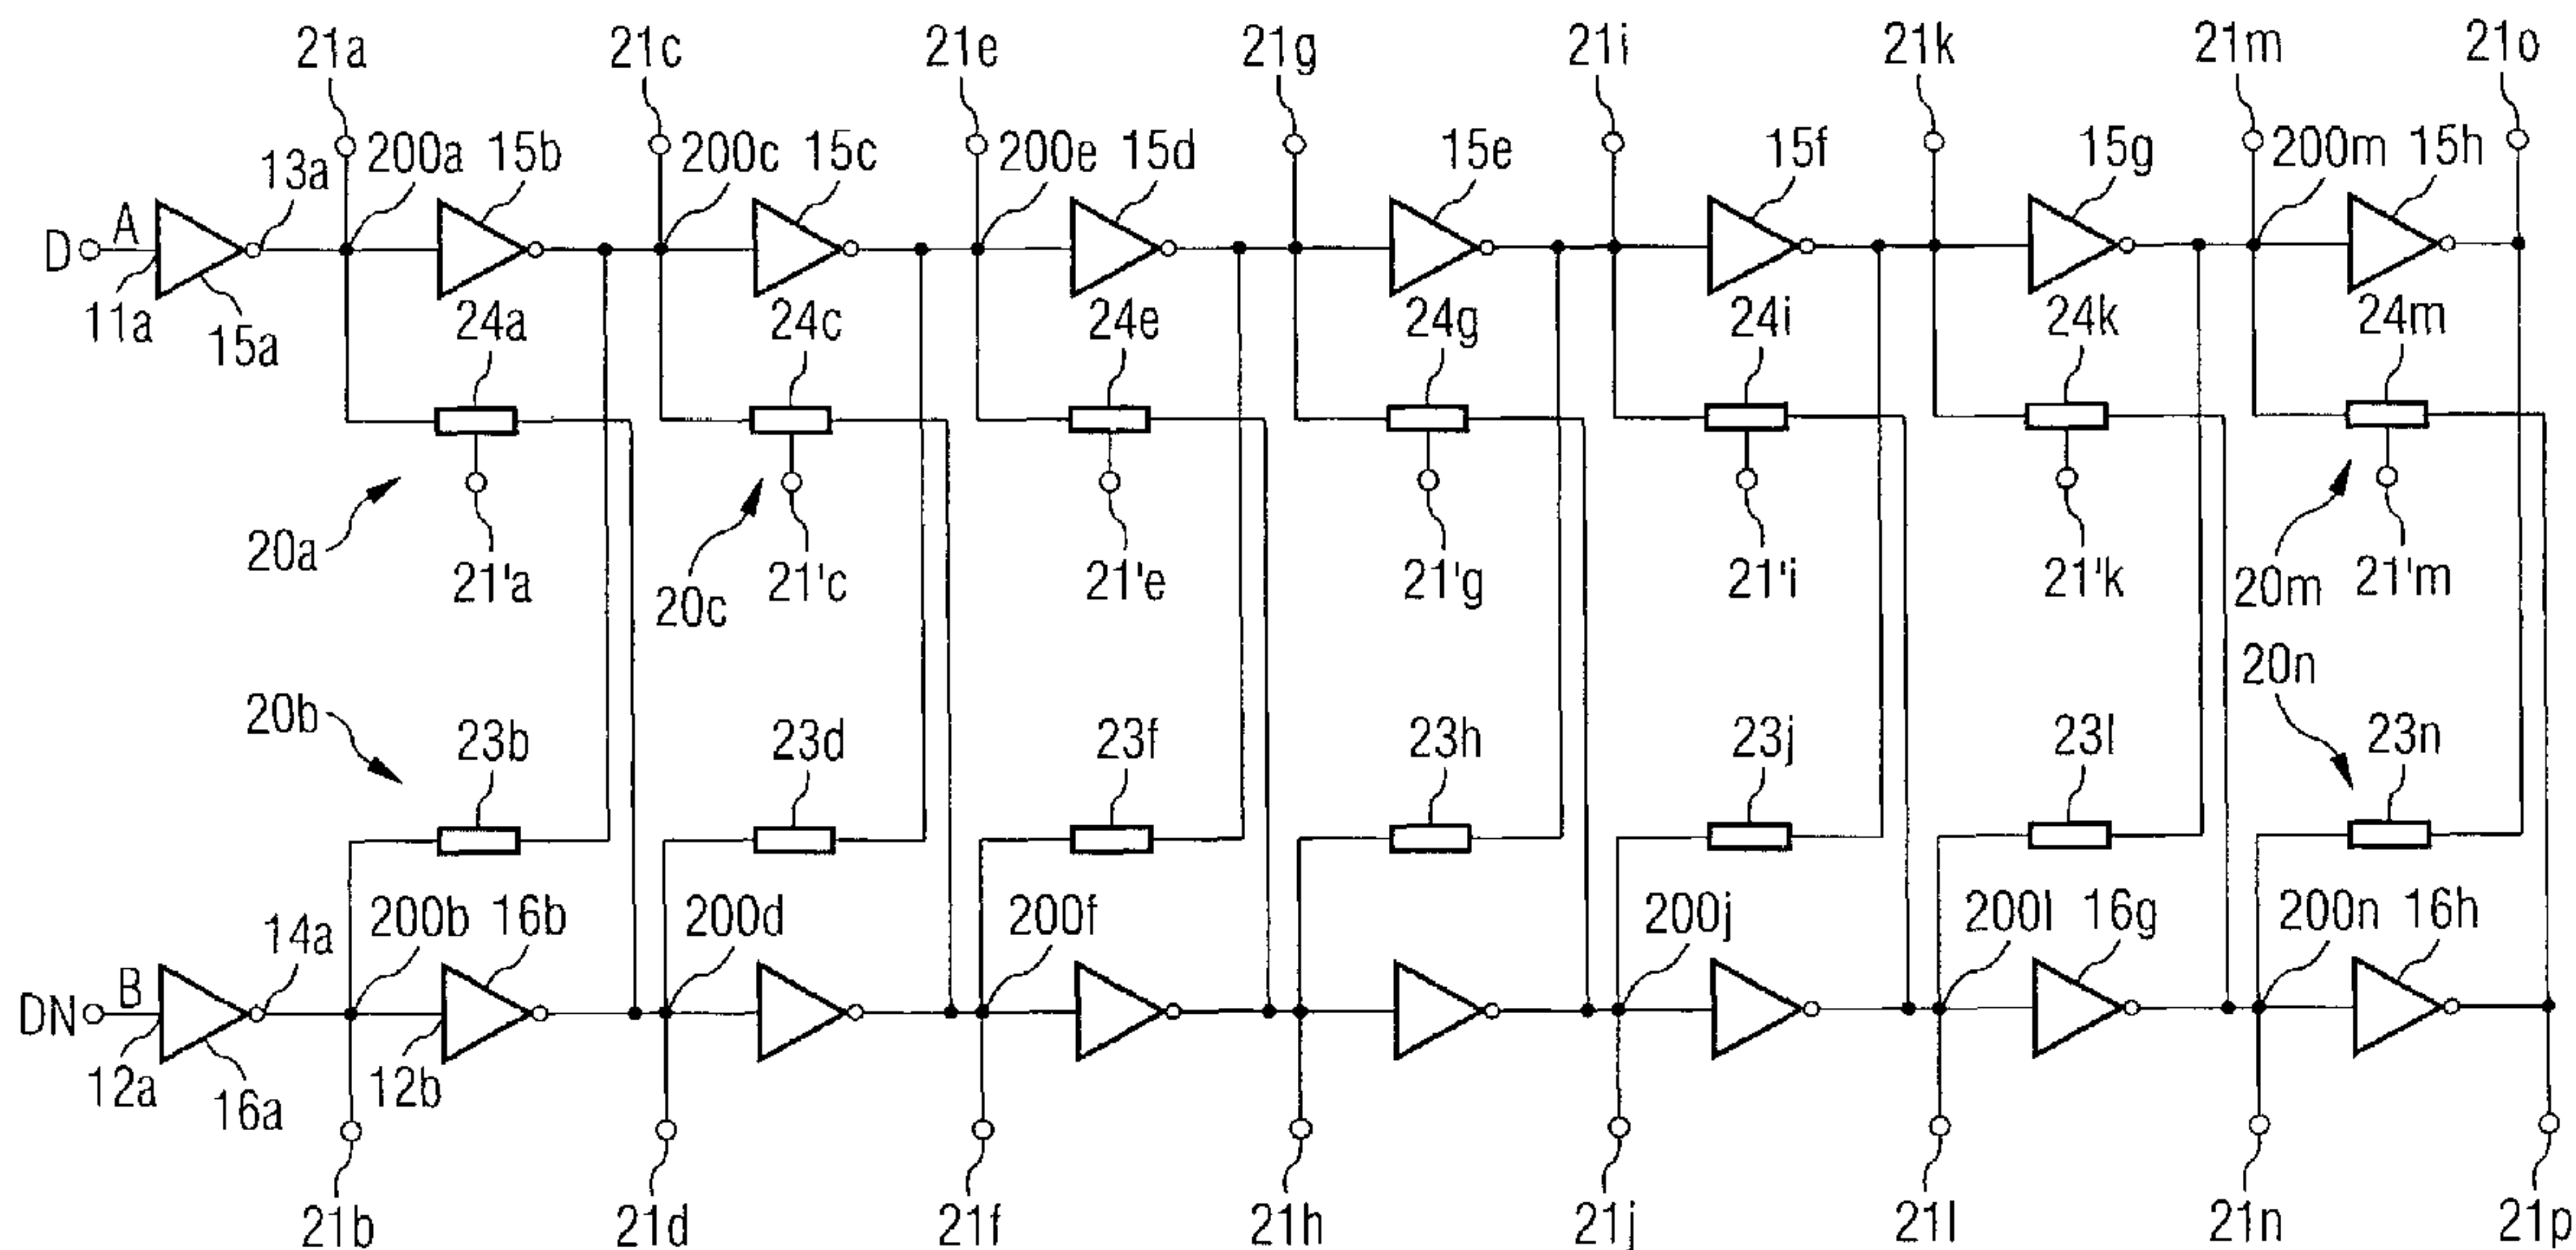 21a 21c 21e 21g 21i 21k 21m 21o
13a 200a 15b 200c 15c 200e 15d 15e 15f 15g 200m 15h
D A
11a 15a 24a 24c 24e 24g 24i 24k 24m
20a 21'a 20c 21'c 21'e 21'g 21'i 21'k 20m 21'm
20b 23b 23d 23f 23h 23j 23l 20n 23n
14a 200b 16b 200d 200f 200j 200l 16g 200n 16h
DN B
12a 16a 12b
21b 21d 21f 21h 21j 21l 21n 21p